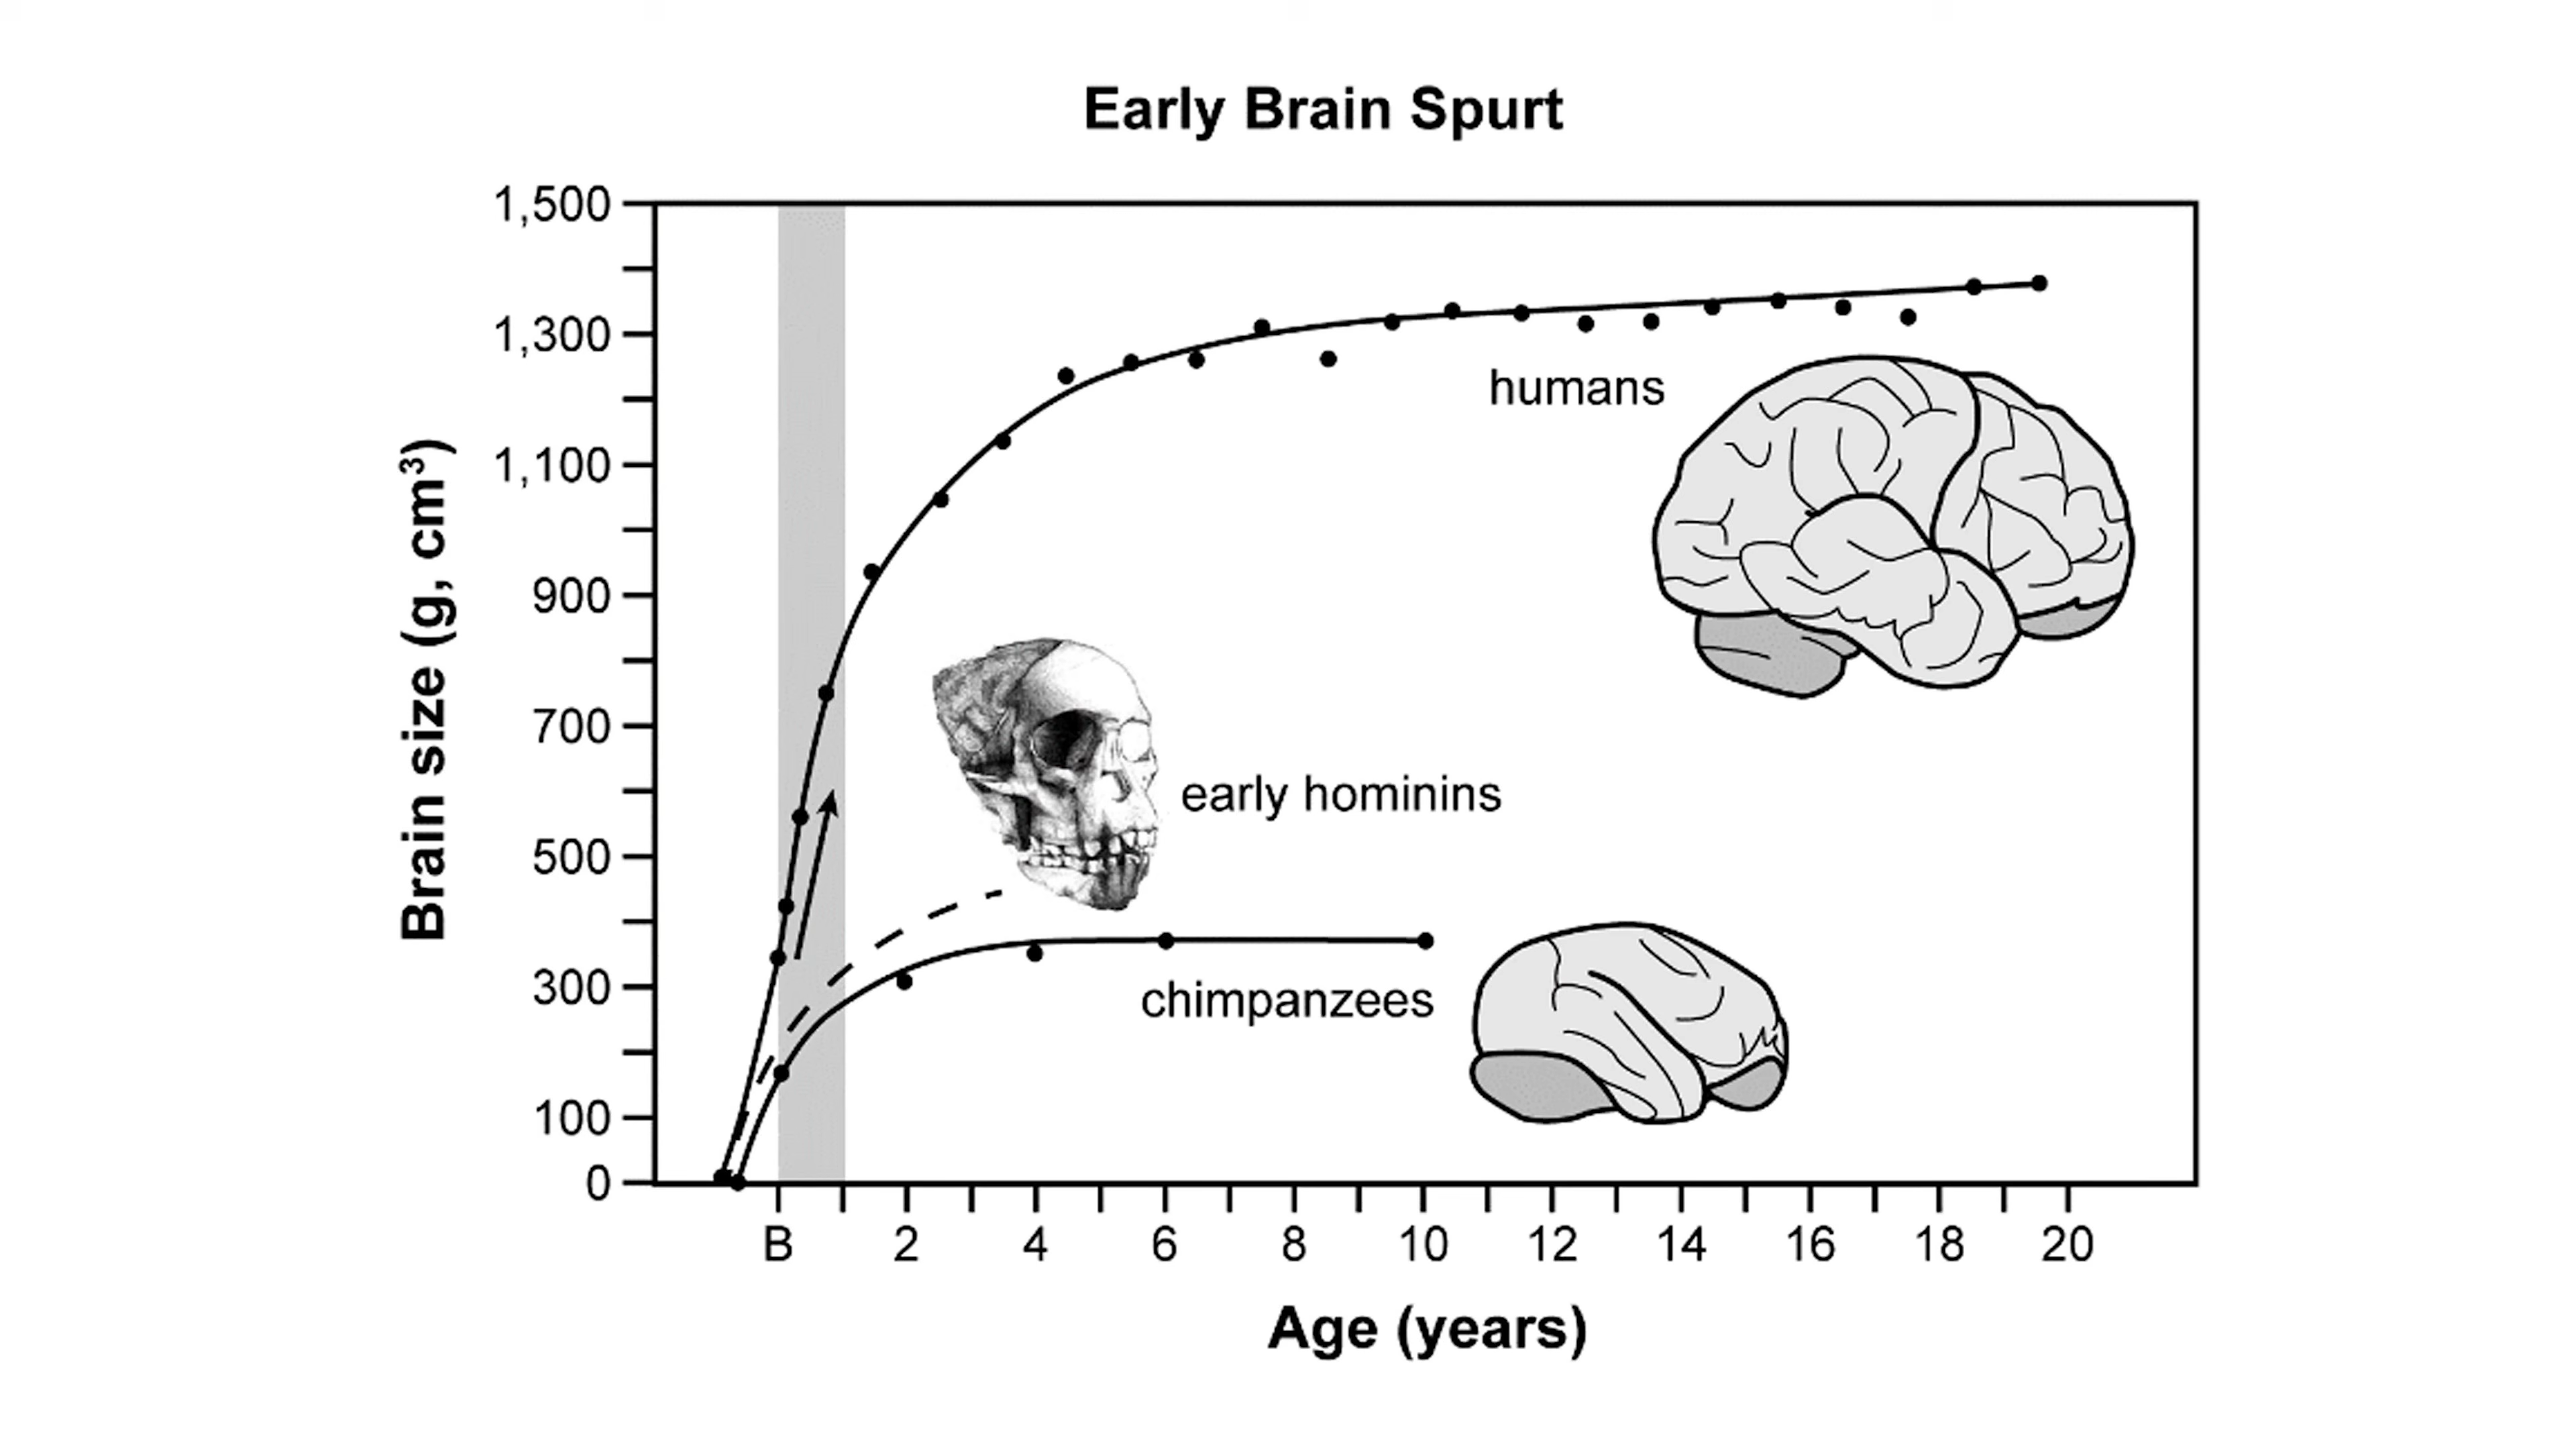 Early Brain Spurt
1,500
1,300
1,100
900
700
500
300
100
0
Brain size (g, cm³)
humans
early hominins
chimpanzees
B 2 4 6 8 10 12 14 16 18 20
Age (years)